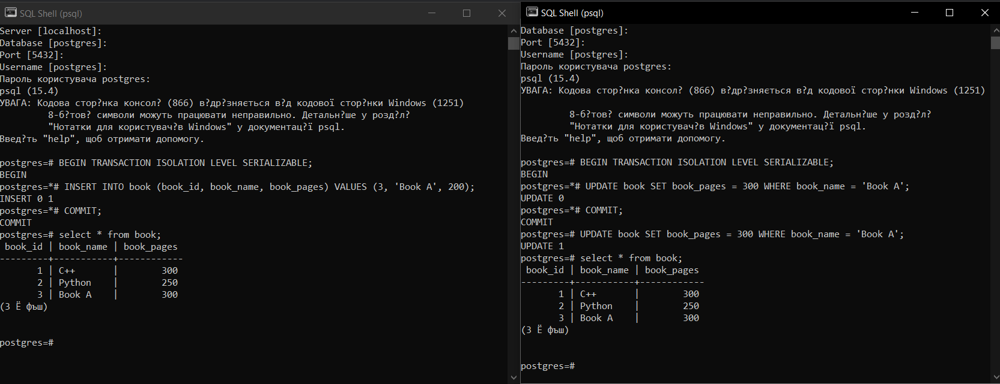 SQL Shell (psql)
Server [localhost]:
Database [postgres]:
Port [5432]:
Username [postgres]:
Пароль користувача postgres:
psql (15.4)
УВАГА: Кодова стор?нка консол? (866) в?др?зняється в?д кодової стор?нки Windows (1251)
        8-б?тов? символи можуть працювати неправильно. Детальн?ше у розд?л?
        "Нотатки для користувач?в Windows" у документац?ї psql.
Введ?ть "help", щоб отримати допомогу.
postgres=# BEGIN TRANSACTION ISOLATION LEVEL SERIALIZABLE;
BEGIN
postgres=*# INSERT INTO book (book_id, book_name, book_pages) VALUES (3, 'Book A', 200);
INSERT 0 1
postgres=*# COMMIT;
COMMIT
postgres=# select * from book;
 book_id | book_name | book_pages
---------+-----------+------------
       1 | C++       |        300
       2 | Python    |        250
       3 | Book A    |        300
(3 Ё фъш)
postgres=#
SQL Shell (psql)
Database [postgres]:
Port [5432]:
Username [postgres]:
Пароль користувача postgres:
psql (15.4)
УВАГА: Кодова стор?нка консол? (866) в?др?зняється в?д кодової стор?нки Windows (1251)
        8-б?тов? символи можуть працювати неправильно. Детальн?ше у розд?л?
        "Нотатки для користувач?в Windows" у документац?ї psql.
Введ?ть "help", щоб отримати допомогу.
postgres=# BEGIN TRANSACTION ISOLATION LEVEL SERIALIZABLE;
BEGIN
postgres=*# UPDATE book SET book_pages = 300 WHERE book_name = 'Book A';
UPDATE 0
postgres=*# COMMIT;
COMMIT
postgres=# UPDATE book SET book_pages = 300 WHERE book_name = 'Book A';
UPDATE 1
postgres=# select * from book;
 book_id | book_name | book_pages
---------+-----------+------------
       1 | C++       |        300
       2 | Python    |        250
       3 | Book A    |        300
(3 Ё фъш)
postgres=#